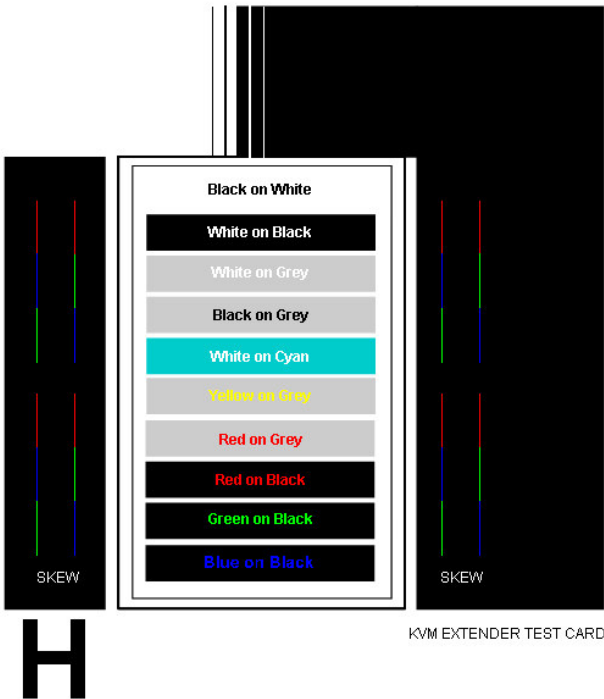 Black on White
White on Black
White on Grey
Black on Grey
White on Cyan
Yellow on Grey
Red on Grey
Red on Black
Green on Black
Blue on Black
SKEW
SKEW
KVM EXTENDER TEST CARD
H